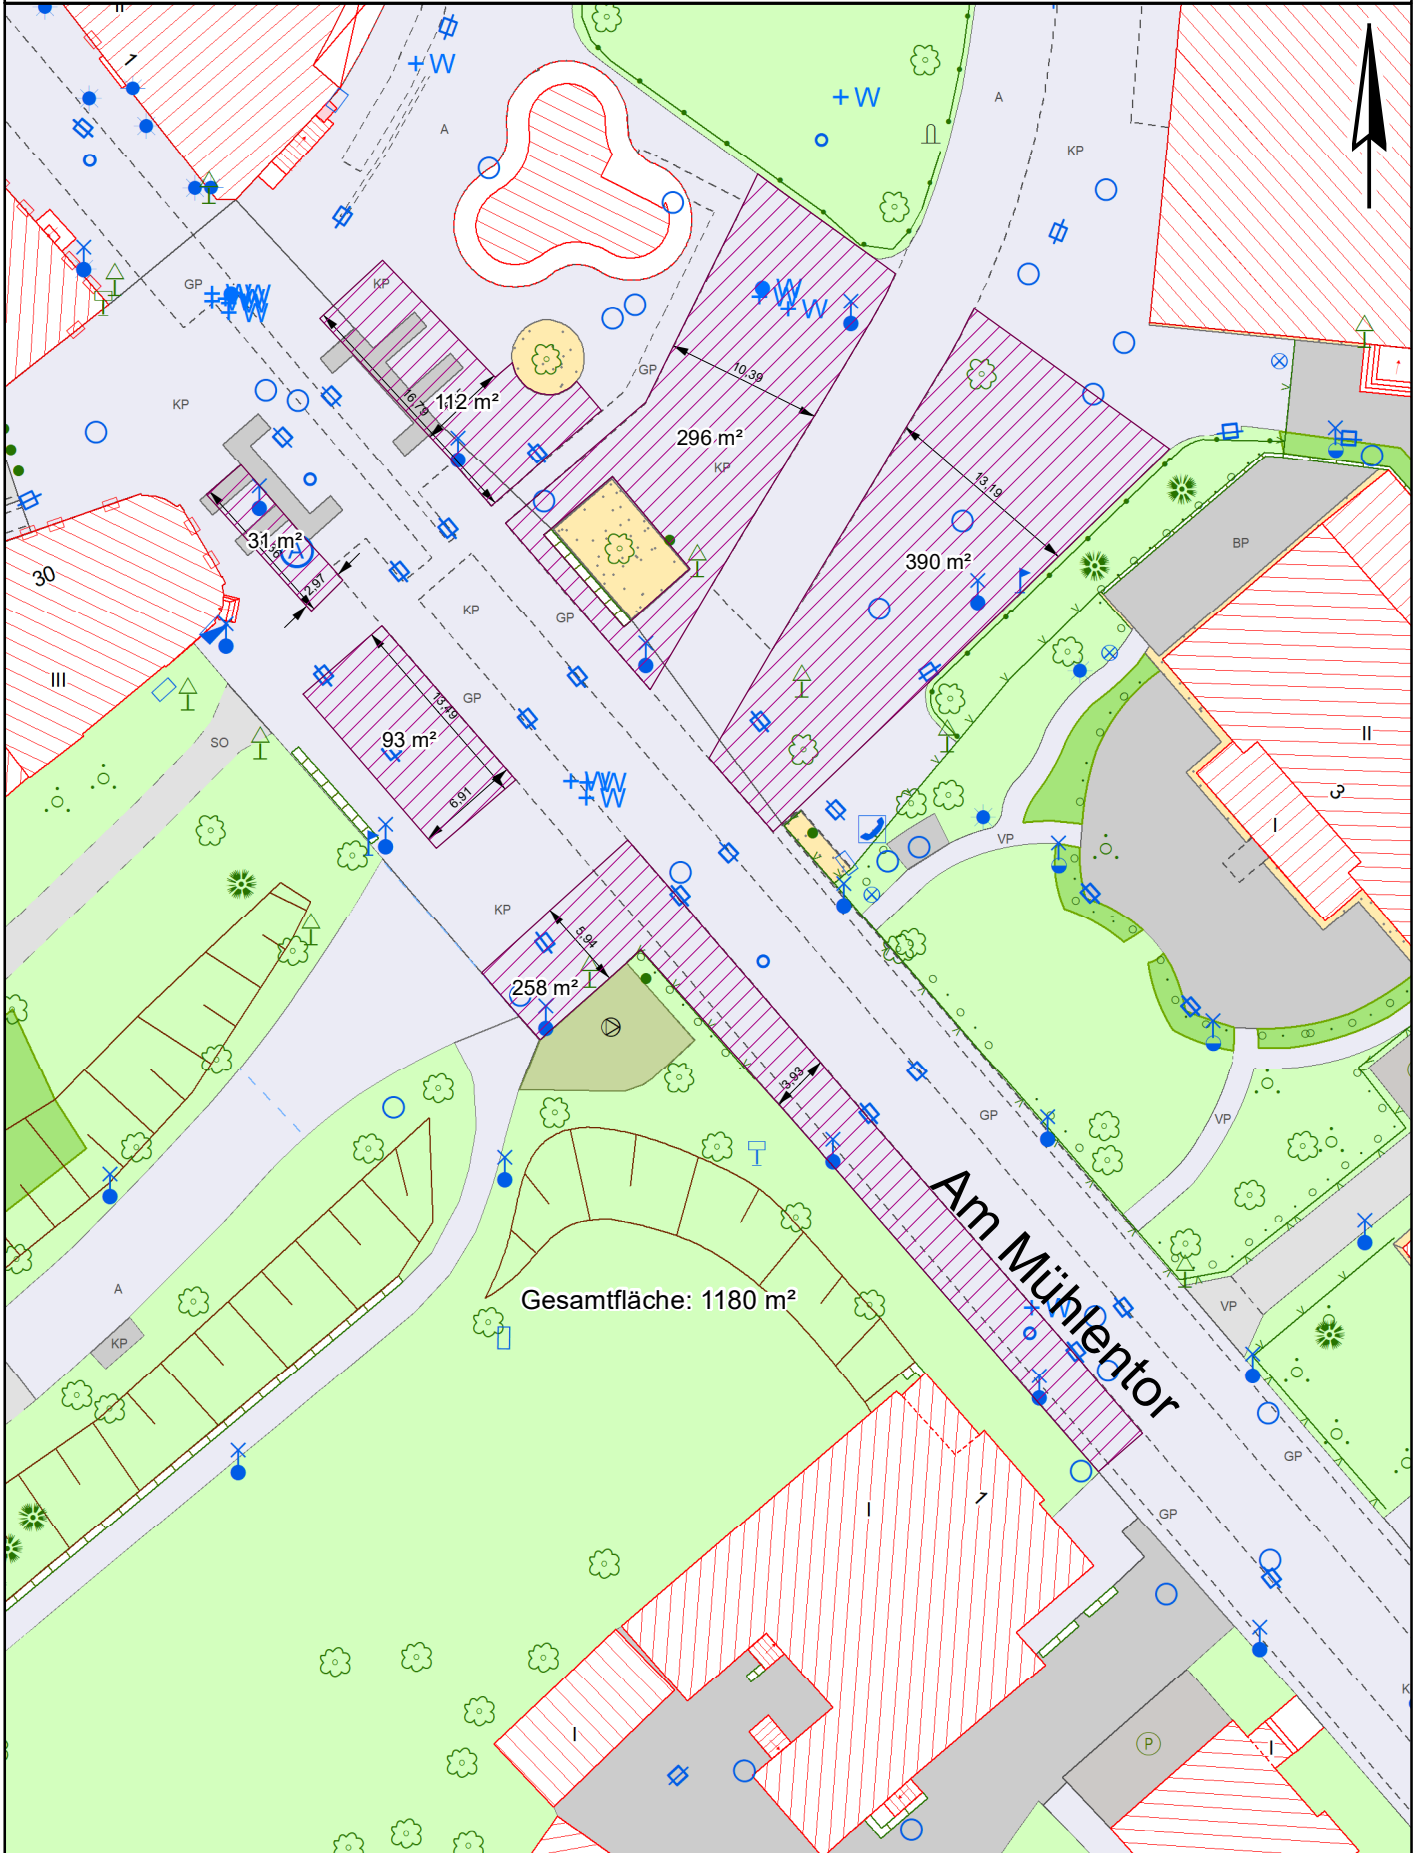 II
1
+W
A
+W
A
KP
GP
W
W
W
KP
W
W
KP
GP
10,39
16,79
112 m²
296 m²
KP
13,19
31 m²
A
390 m²
BP
30
2,97
KP
GP
III
GP
13,49
SO
93 m²
II
6,91
W
W
3
I
VP
KP
5,94
258 m²
3,93
GP
VP
Am Mühlentor
A
Gesamtfläche: 1180 m²
VP
W
KP
GP
I
1
GP
K
I
P
I